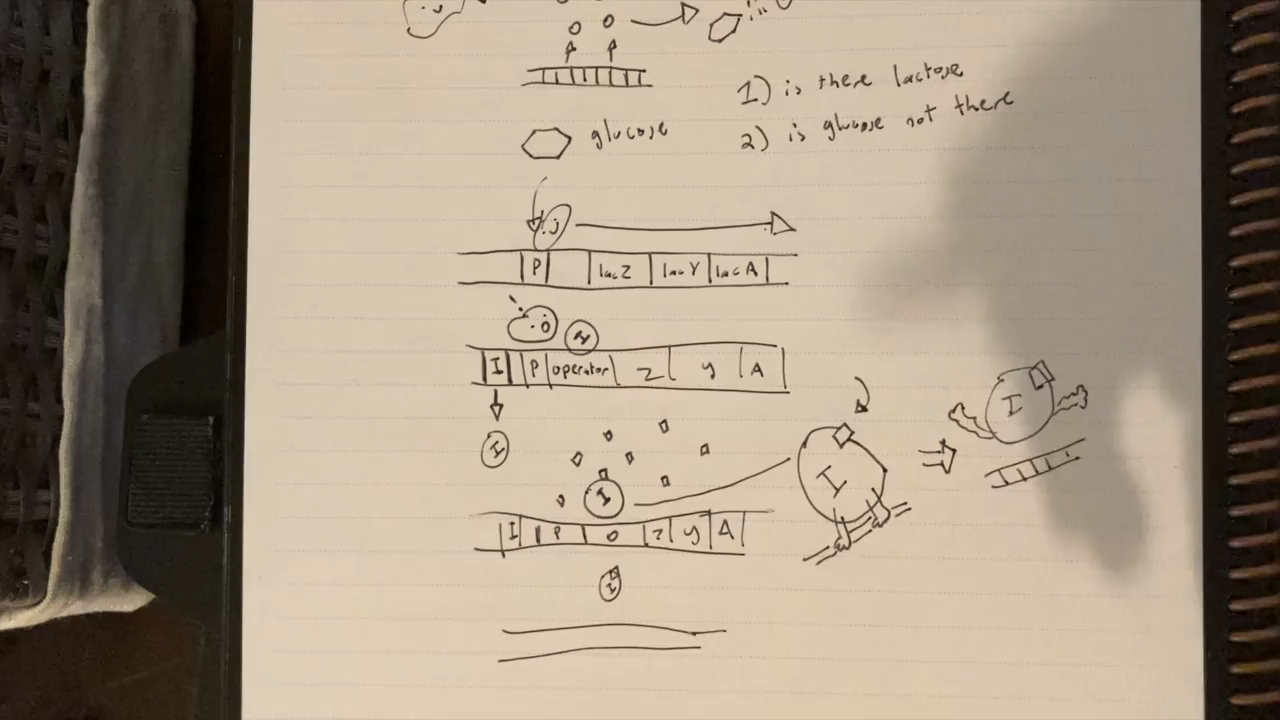 1) is there lactose
2) is glucose not there
glucose
P lacZ lacY lacA
I
I P operator Z y A
I
I
I
I
I P O Z y A
I